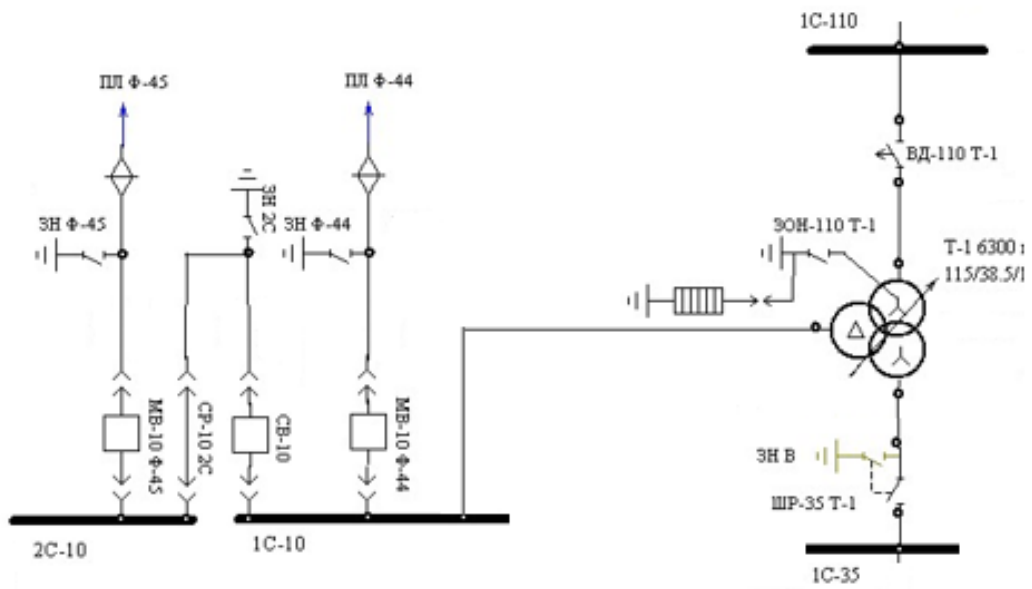 1С-110
ПЛ Ф-45
ПЛ Ф-44
ВД-110 Т-1
ЗН 2С
ЗН Ф-45
ЗН Ф-44
ЗОН-110 Т-1
Т-1 6300
115/38.5/1
МВ-10 Ф-45
СР-10 2С
СВ-10
МВ-10 Ф-44
ЗН В
ШР-35 Т-1
2С-10
1С-10
1С-35